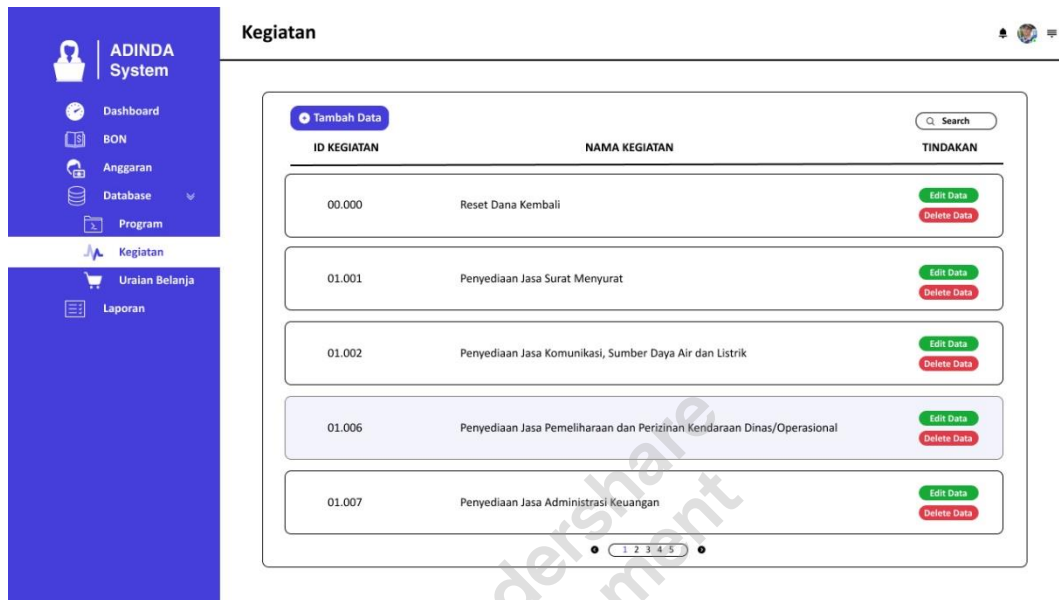 ADINDA
System
Dashboard
BON
Anggaran
Database
Program
Kegiatan
Uraian Belanja
Laporan
Kegiatan
Tambah Data
Search
ID KEGIATAN NAMA KEGIATAN TINDAKAN
00.000 Reset Dana Kembali
Edit Data
Delete Data
01.001 Penyediaan Jasa Surat Menyurat
Edit Data
Delete Data
01.002 Penyediaan Jasa Komunikasi, Sumber Daya Air dan Listrik
Edit Data
Delete Data
01.006 Penyediaan Jasa Pemeliharaan dan Perizinan Kendaraan Dinas/Operasional
Edit Data
Delete Data
01.007 Penyediaan Jasa Administrasi Keuangan
Edit Data
Delete Data
1 2 3 4 5